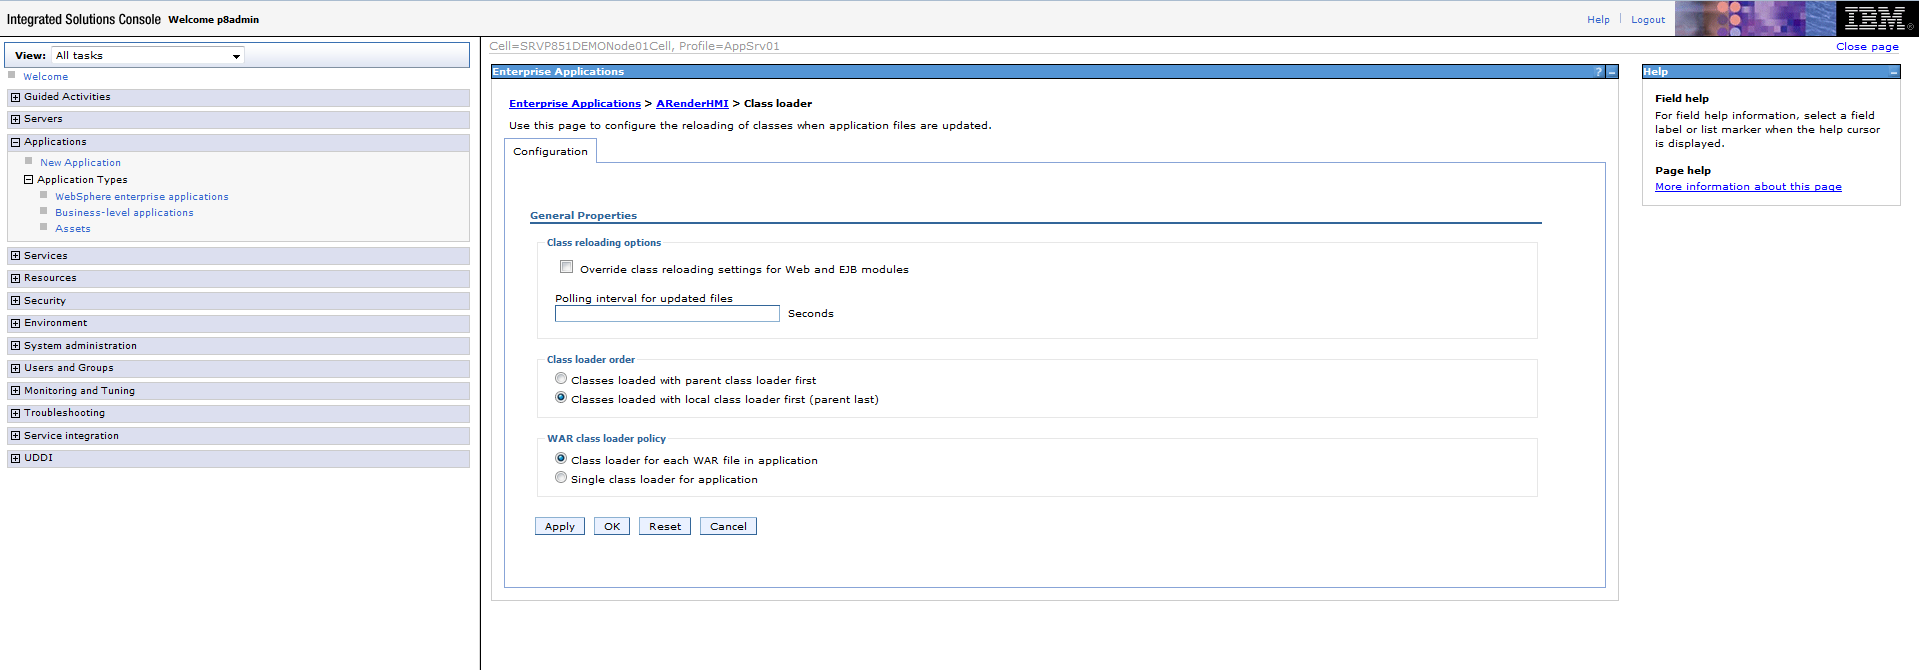 Integrated Solutions Console Welcome p8admin
Help Logout
IBM®
View: All tasks
Welcome
Guided Activities
Servers
Applications
New Application
Application Types
WebSphere enterprise applications
Business-level applications
Assets
Services
Resources
Security
Environment
System administration
Users and Groups
Monitoring and Tuning
Troubleshooting
Service integration
UDDI
Cell=SRVP851DEMONode01Cell, Profile=AppSrv01
Close page
Enterprise Applications ? –
Enterprise Applications > ARenderHMI > Class loader
Use this page to configure the reloading of classes when application files are updated.
Configuration
General Properties
Class reloading options
Override class reloading settings for Web and EJB modules
Polling interval for updated files
Seconds
Class loader order
Classes loaded with parent class loader first
Classes loaded with local class loader first (parent last)
WAR class loader policy
Class loader for each WAR file in application
Single class loader for application
Apply OK Reset Cancel
Help –
Field help
For field help information, select a field
label or list marker when the help cursor
is displayed.
Page help
More information about this page